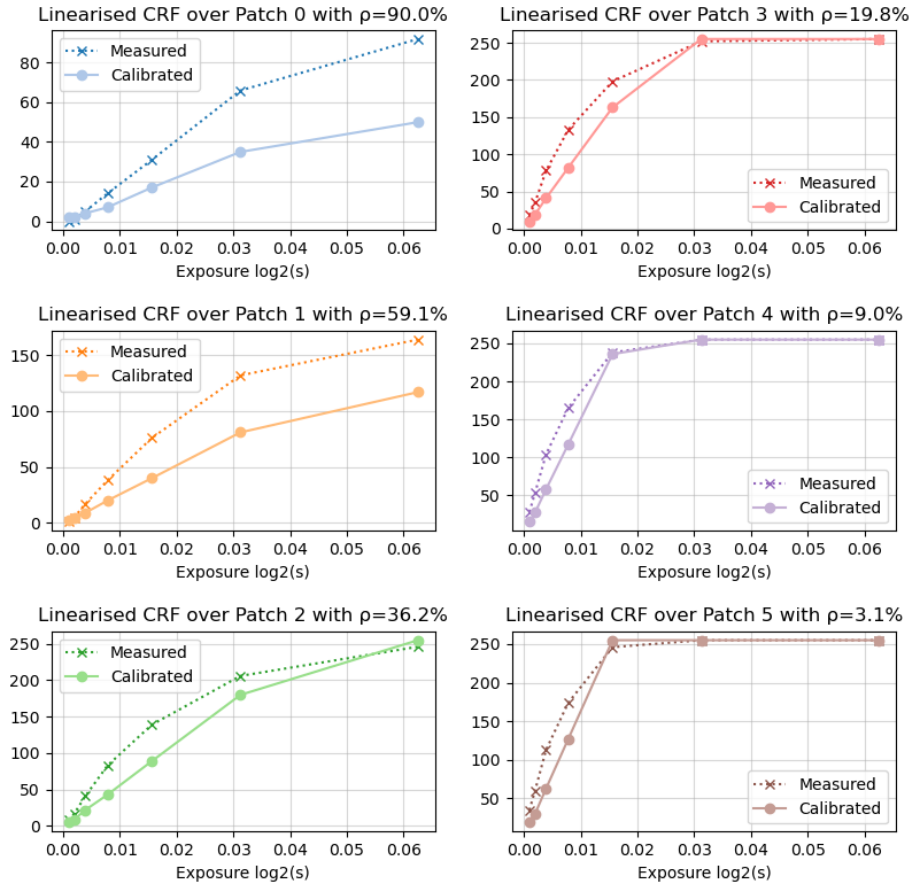 Linearised CRF over Patch 0 with ρ=90.0%
Measured
Calibrated
80
60
40
20
0
0.00 0.01 0.02 0.03 0.04 0.05 0.06
Exposure log2(s)
Linearised CRF over Patch 3 with ρ=19.8%
250
200
150
100
50
0
Measured
Calibrated
0.00 0.01 0.02 0.03 0.04 0.05 0.06
Exposure log2(s)
Linearised CRF over Patch 1 with ρ=59.1%
Measured
Calibrated
150
100
50
0
0.00 0.01 0.02 0.03 0.04 0.05 0.06
Exposure log2(s)
Linearised CRF over Patch 4 with ρ=9.0%
250
200
150
100
50
Measured
Calibrated
0.00 0.01 0.02 0.03 0.04 0.05 0.06
Exposure log2(s)
Linearised CRF over Patch 2 with ρ=36.2%
Measured
Calibrated
250
200
150
100
50
0
0.00 0.01 0.02 0.03 0.04 0.05 0.06
Exposure log2(s)
Linearised CRF over Patch 5 with ρ=3.1%
250
200
150
100
50
Measured
Calibrated
0.00 0.01 0.02 0.03 0.04 0.05 0.06
Exposure log2(s)